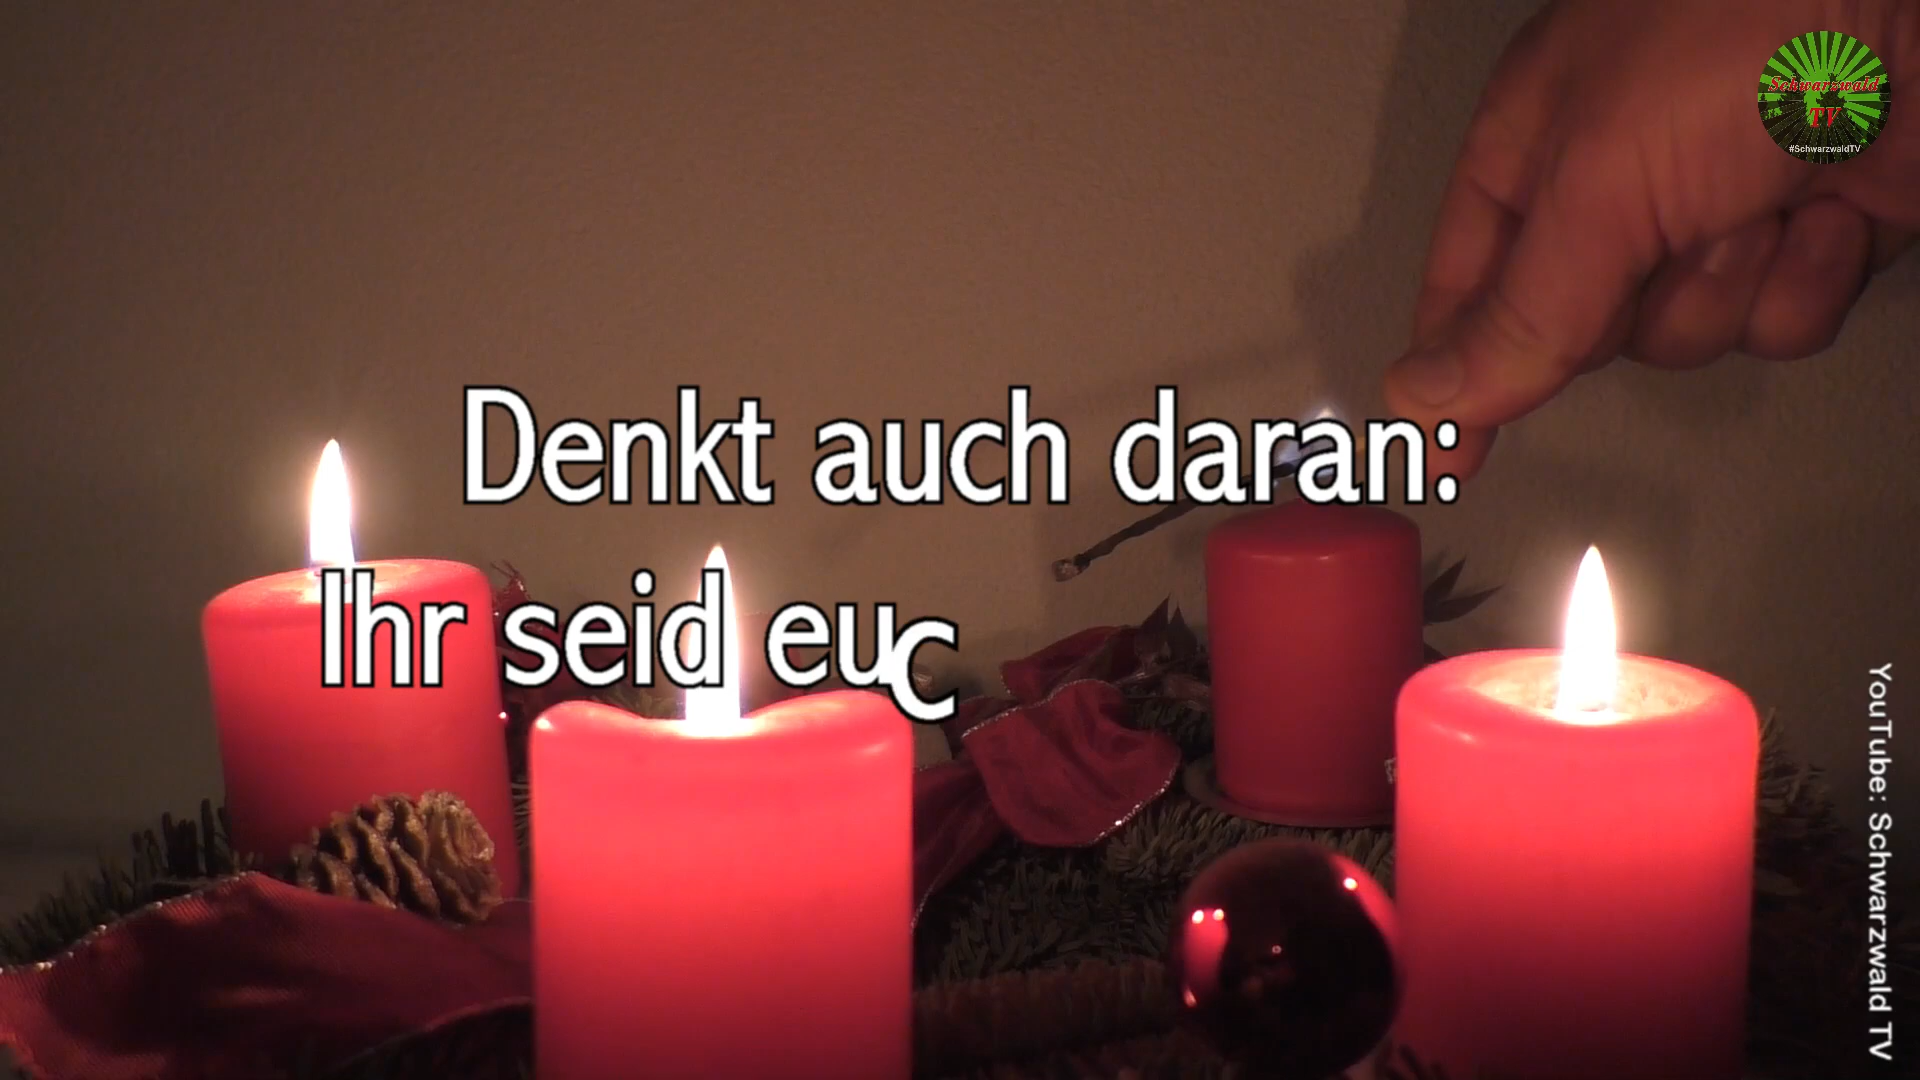 Schwarzwald
TV
#SchwarzwaldTV
Denkt auch daran:
Ihr seid euc
YouTube: Schwarzwald TV